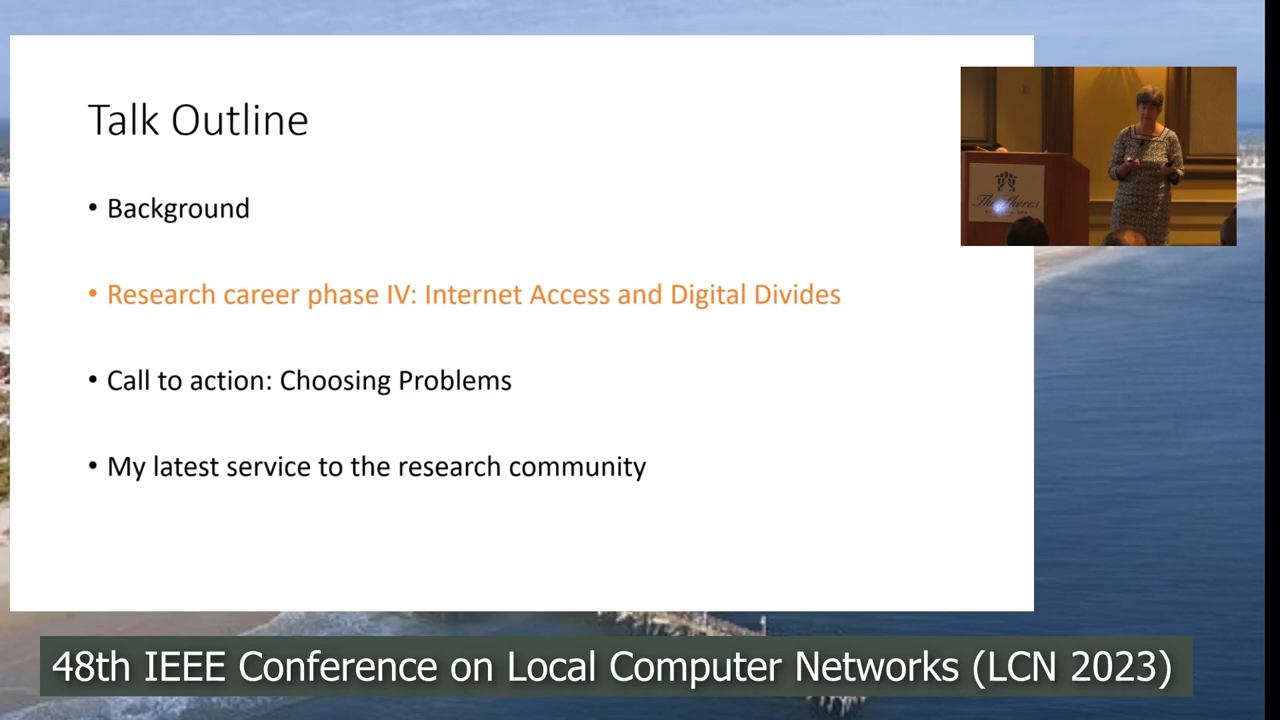 Talk Outline
• Background
• Research career phase IV: Internet Access and Digital Divides
• Call to action: Choosing Problems
• My latest service to the research community
48th IEEE Conference on Local Computer Networks (LCN 2023)